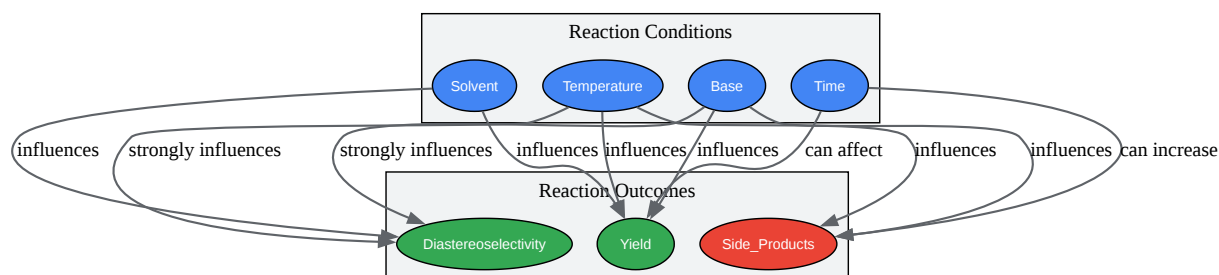 Reaction Conditions
Solvent
Temperature
Base
Time
influences
strongly influences
strongly influences
influences
influences
influences
can affect
influences
influences
can increase
Reaction Outcomes
Diastereoselectivity
Yield
Side_Products